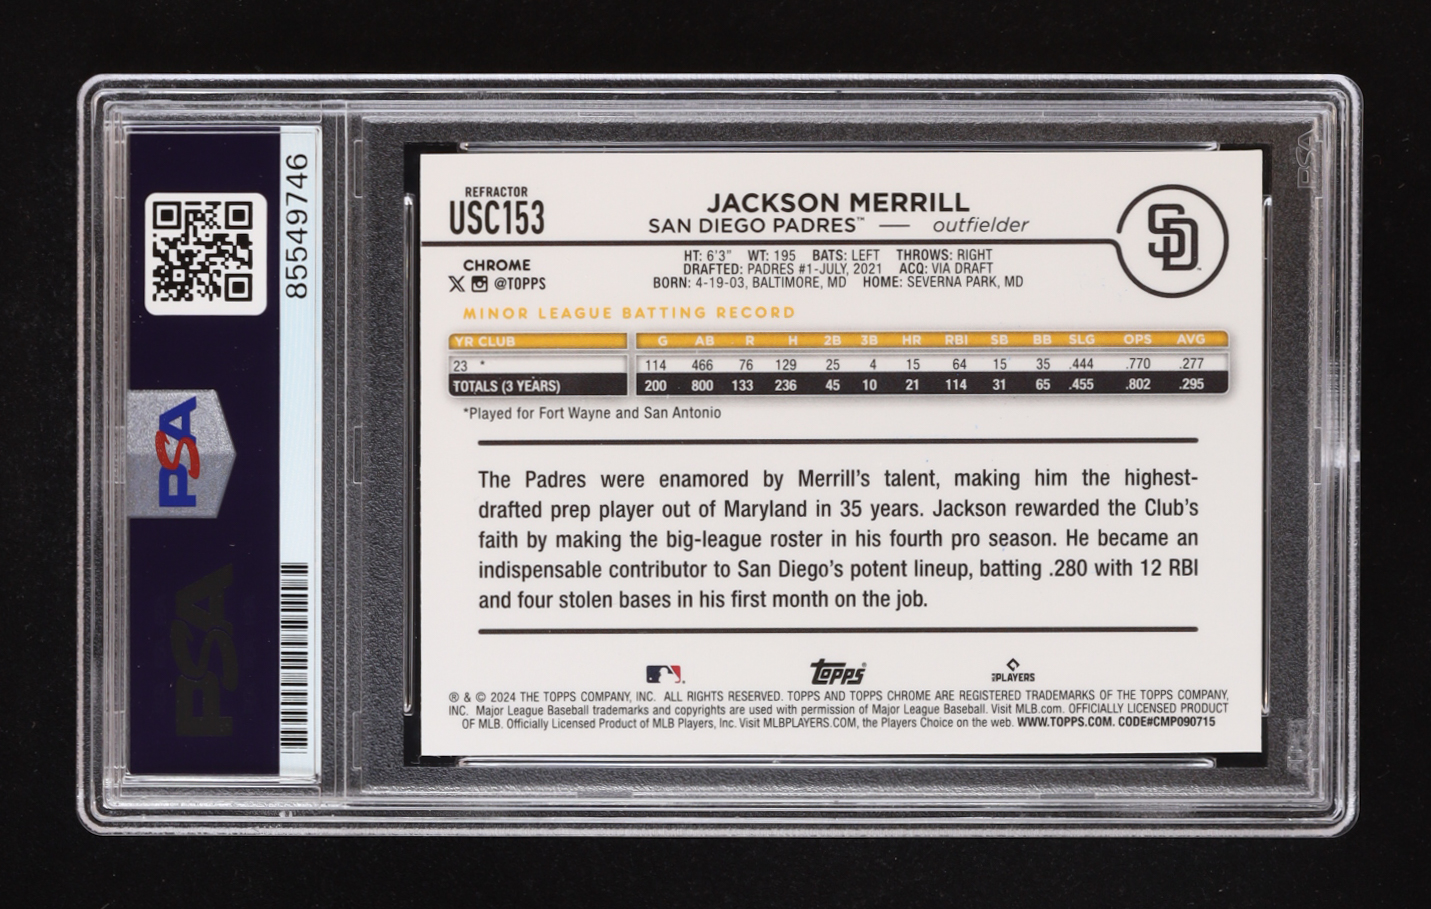 85549746
PSA
PSA
PSA
REFRACTOR
USC153
JACKSON MERRILL
SAN DIEGO PADRES™ — outfielder
SD
CHROME
@TOPPS
HT: 6'3" WT: 195 BATS: LEFT THROWS: RIGHT
DRAFTED: PADRES #1-JULY, 2021 ACQ: VIA DRAFT
BORN: 4-19-03, BALTIMORE, MD HOME: SEVERNA PARK, MD
MINOR LEAGUE BATTING RECORD
YR CLUB G AB R H 2B 3B HR RBI SB BB SLG OPS AVG
23 * 114 466 76 129 25 4 15 64 15 35 .444 .770 .277
TOTALS (3 YEARS) 200 800 133 236 45 10 21 114 31 65 .455 .802 .295
*Played for Fort Wayne and San Antonio
The Padres were enamored by Merrill's talent, making him the highest-
drafted prep player out of Maryland in 35 years. Jackson rewarded the Club's
faith by making the big-league roster in his fourth pro season. He became an
indispensable contributor to San Diego's potent lineup, batting .280 with 12 RBI
and four stolen bases in his first month on the job.
Topps® PLAYERS
® & © 2024 THE TOPPS COMPANY, INC. ALL RIGHTS RESERVED. TOPPS AND TOPPS CHROME ARE REGISTERED TRADEMARKS OF THE TOPPS COMPANY,
INC. Major League Baseball trademarks and copyrights are used with permission of Major League Baseball. Visit MLB.com. OFFICIALLY LICENSED PRODUCT
OF MLB. Officially Licensed Product of MLB Players, Inc. Visit MLBPLAYERS.COM, the Players Choice on the web. WWW.TOPPS.COM. CODE#CMP090715